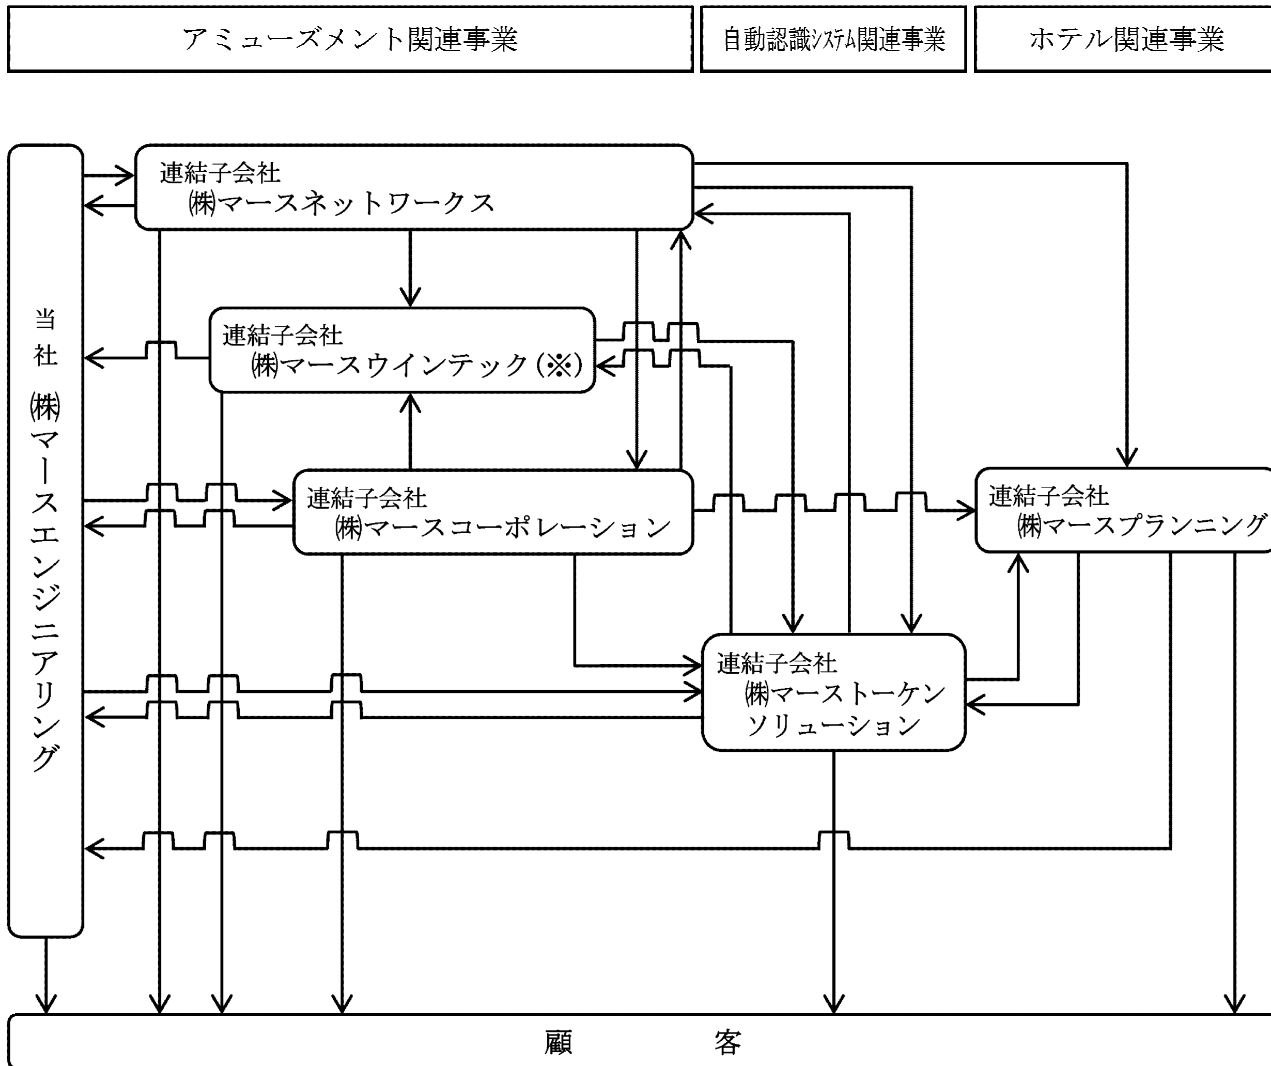 アミューズメント関連事業
自動認識システム関連事業
ホテル関連事業
当社 ㈱マースエンジニアリング
連結子会社
㈱マースネットワークス
連結子会社
㈱マースウインテック(※)
連結子会社
㈱マースコーポレーション
連結子会社
㈱マースプランニング
連結子会社
㈱マーストーケン
ソリューション
顧 客